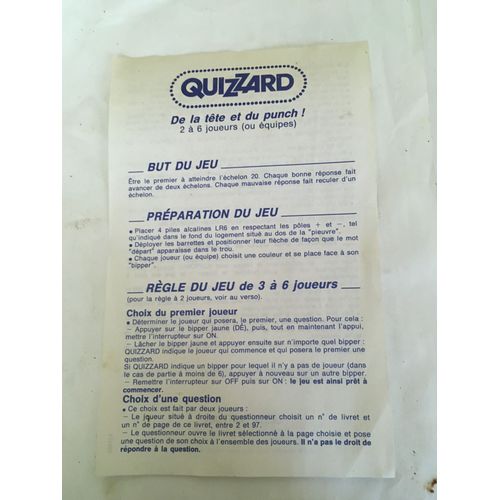 QUIZZARD
De la tête et du punch !
2 à 6 joueurs (ou équipes)
BUT DU JEU
Être le premier à atteindre l'échelon 20. Chaque bonne réponse fait
avancer de deux échelons. Chaque mauvaise réponse fait reculer d'un
échelon.
PRÉPARATION DU JEU
● Placer 4 piles alcalines LR6 en respectant les pôles + et –, tel
qu'indiqué dans le fond du logement situé au dos de la "pieuvre".
● Déployer les barrettes et positionner leur flèche de façon que le mot
"départ" apparaisse dans le trou.
● Chaque joueur (ou équipe) choisit une couleur et se place face à son
"bipper".
RÈGLE DU JEU de 3 à 6 joueurs
(pour la règle à 2 joueurs, voir au verso).
Choix du premier joueur
● Déterminer le joueur qui posera, le premier, une question. Pour cela :
– Appuyer sur le bipper jaune (DÉ), puis, tout en maintenant l'appui,
mettre l'interrupteur sur ON.
– Lâcher le bipper jaune et appuyer ensuite sur n'importe quel bipper :
QUIZZARD indique le joueur qui commence et qui posera le premier une
question.
Si QUIZZARD indique un bipper pour lequel il n'y a pas de joueur (dans
le cas de partie à moins de 6), appuyer à nouveau sur un autre bipper.
– Remettre l'interrupteur sur OFF puis sur ON : le jeu est ainsi prêt à
commencer.
Choix d'une question
● Ce choix est fait par deux joueurs :
– Le joueur situé à droite du questionneur choisit un n° de livret et
un n° de page de ce livret, entre 2 et 97.
– Le questionneur ouvre le livret sélectionné à la page choisie et pose
une question de son choix à l'ensemble des joueurs. Il n'a pas le droit de
répondre à la question.